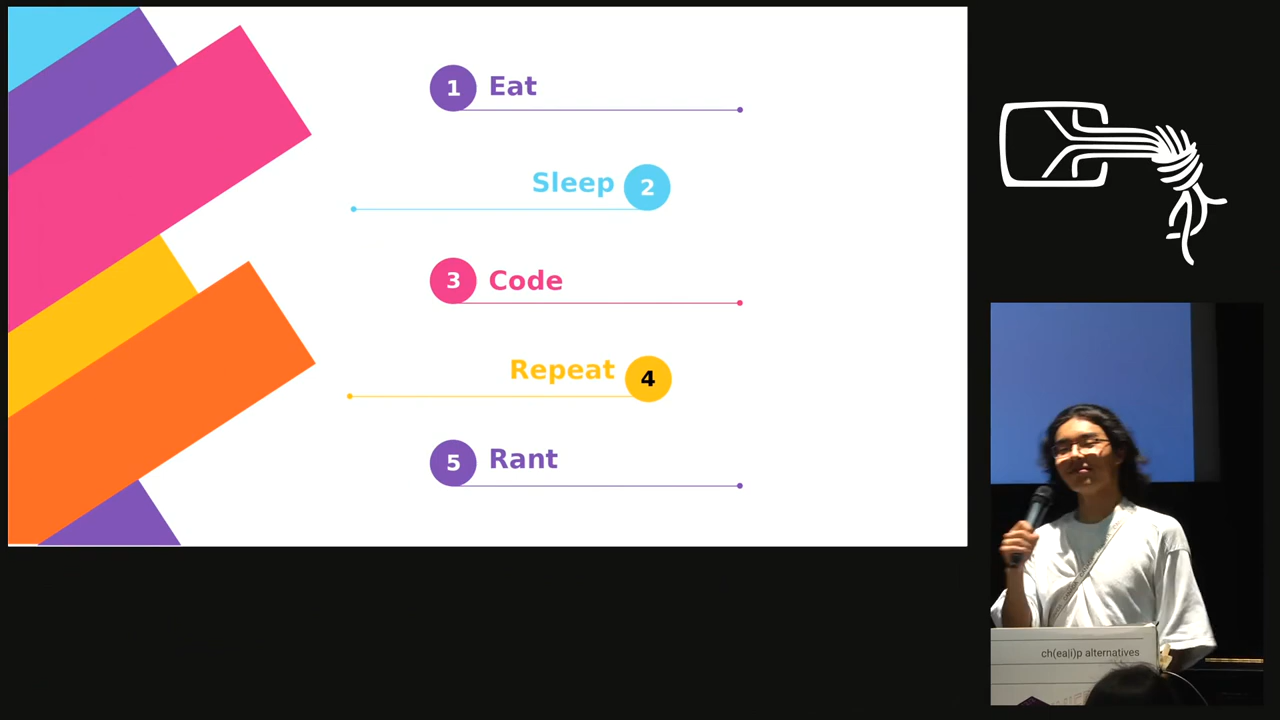 1 Eat
Sleep 2
3 Code
Repeat 4
5 Rant
ch(ea|i)p alternatives